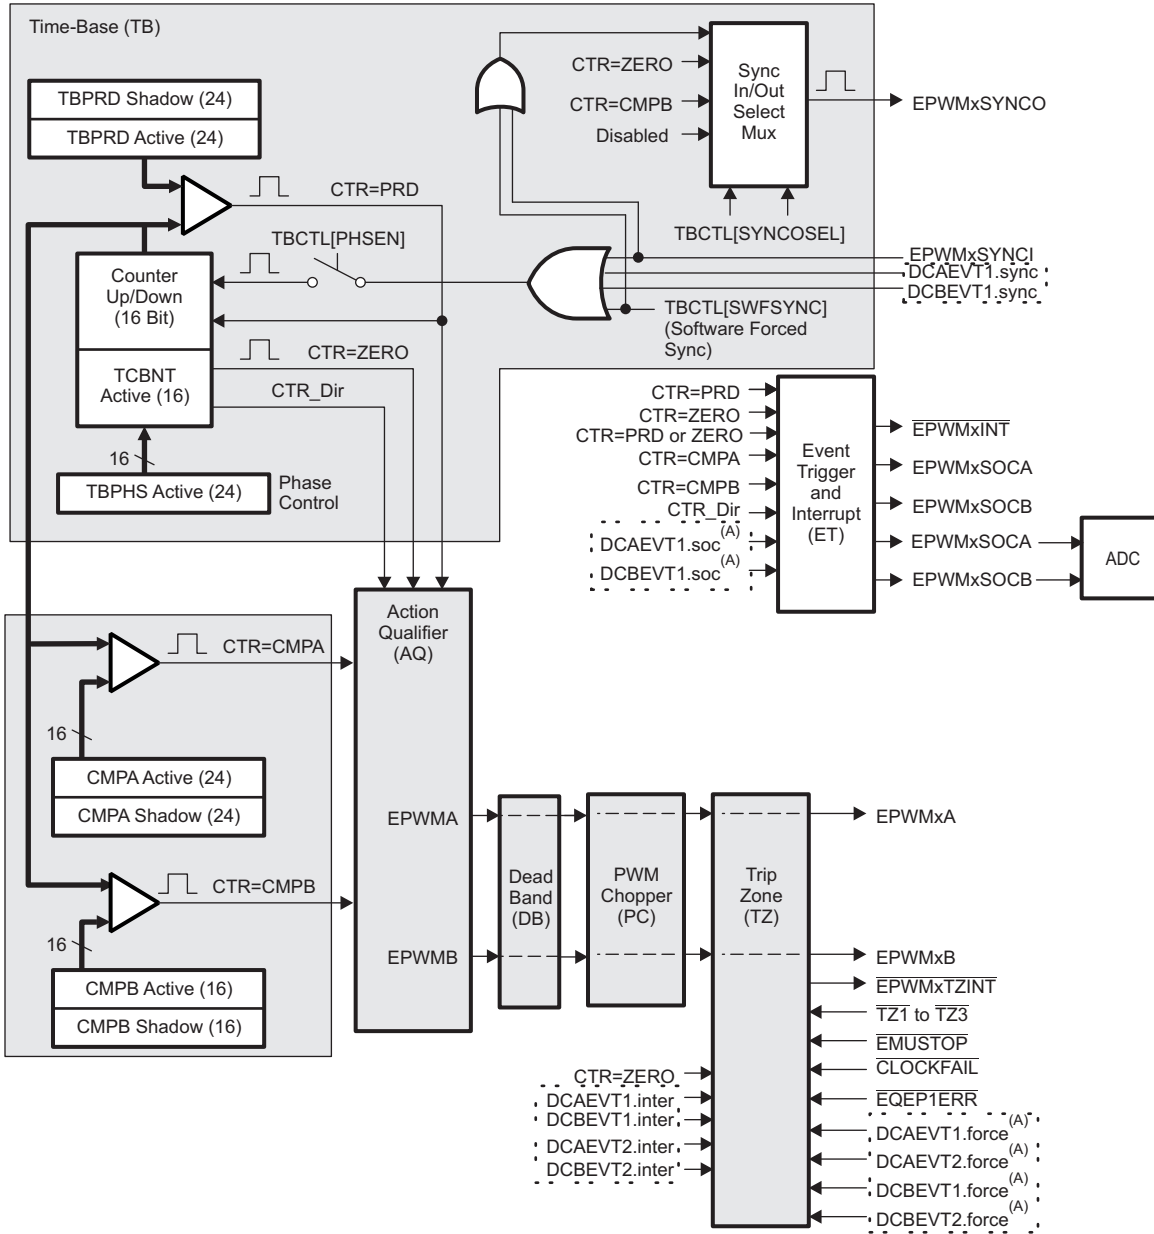 Time-Base (TB)
TBPRD Shadow (24)
TBPRD Active (24)
CTR=PRD
TBCTL[PHSEN]
Counter
Up/Down
(16 Bit)
TCBNT
Active (16)
CTR=ZERO
CTR_Dir
16
TBPHS Active (24)
Phase
Control
CTR=ZERO
CTR=CMPB
Disabled
Sync
In/Out
Select
Mux
EPWMxSYNCO
TBCTL[SYNCOSEL]
EPWMxSYNCI
DCAEVT1.sync
DCBEVT1.sync
TBCTL[SWFSYNC]
(Software Forced
Sync)
CTR=PRD
CTR=ZERO
CTR=PRD or ZERO
CTR=CMPA
CTR=CMPB
CTR_Dir
DCAEVT1.soc(A)
DCBEVT1.soc(A)
Event
Trigger
and
Interrupt
(ET)
EPWMxINT
EPWMxSOCA
EPWMxSOCB
EPWMxSOCA
EPWMxSOCB
ADC
Action
Qualifier
(AQ)
CTR=CMPA
16
CMPA Active (24)
CMPA Shadow (24)
CTR=CMPB
16
CMPB Active (16)
CMPB Shadow (16)
EPWMA
EPWMB
Dead
Band
(DB)
PWM
Chopper
(PC)
Trip
Zone
(TZ)
EPWMxA
EPWMxB
EPWMxTZINT
TZ1 to TZ3
EMUSTOP
CLOCKFAIL
EQEP1ERR
DCAEVT1.force(A)
DCAEVT2.force(A)
DCBEVT1.force(A)
DCBEVT2.force(A)
CTR=ZERO
DCAEVT1.inter
DCBEVT1.inter
DCAEVT2.inter
DCBEVT2.inter